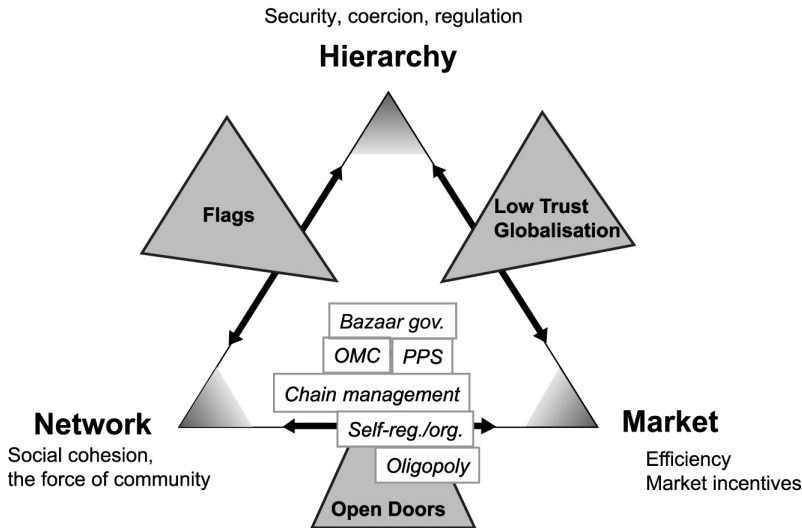 Security, coercion, regulation
Hierarchy
Flags
Low Trust
Globalisation
Bazaar gov.
OMC
PPS
Chain management
Network
Social cohesion,
the force of community
Self-reg./org.
Market
Efficiency
Market incentives
Oligopoly
Open Doors